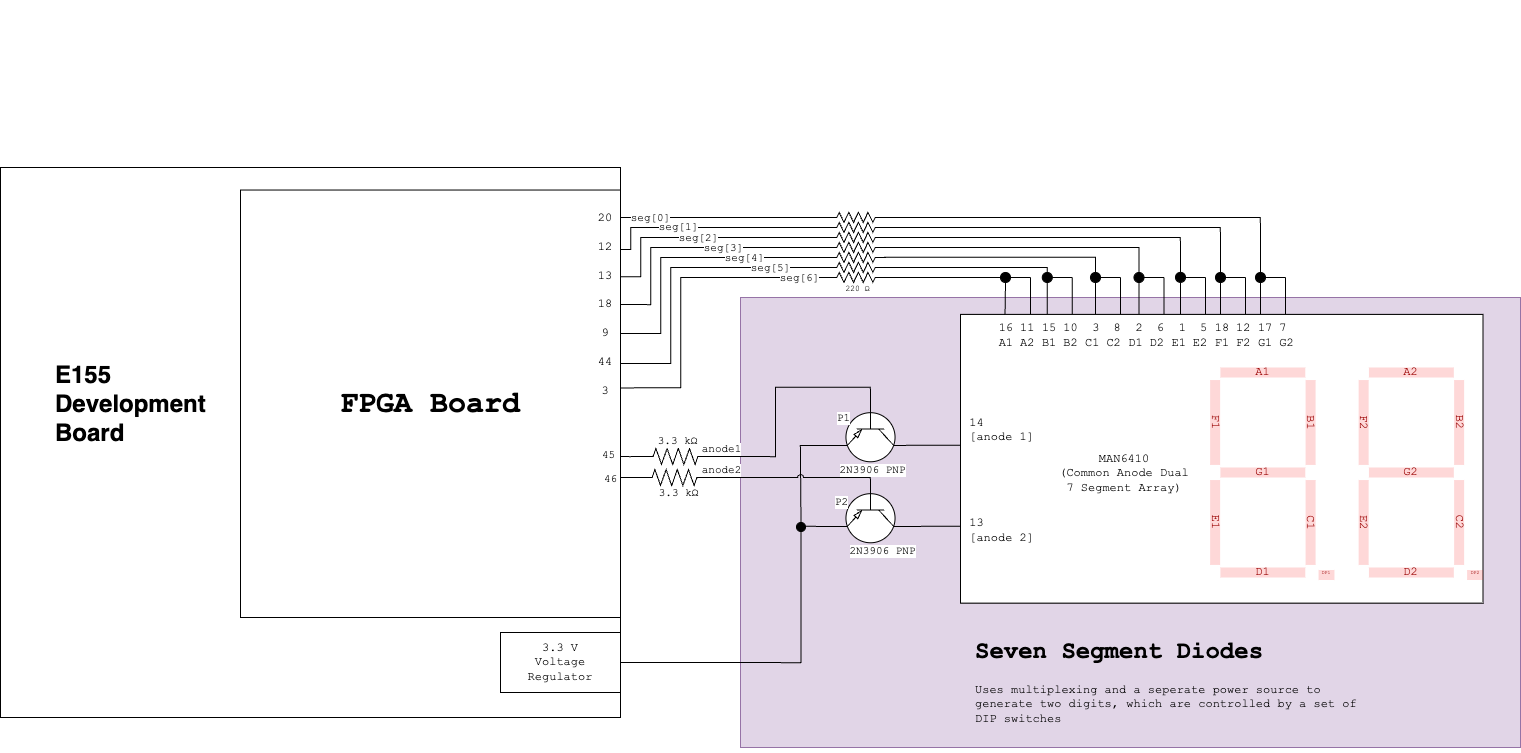 20
seg[0]
seg[1]
12
seg[2]
seg[3]
seg[4]
13
seg[5]
seg[6]
220 Ω
18
9
44
3
E155
Development
Board
FPGA Board
16 11 15 10 3 8 2 6 1 5 18 12 17 7
A1 A2 B1 B2 C1 C2 D1 D2 E1 E2 F1 F2 G1 G2
45
3.3 kΩ
anode1
46
anode2
3.3 kΩ
P1
2N3906 PNP
P2
2N3906 PNP
14
[anode 1]
MAN6410
(Common Anode Dual
7 Segment Array)
13
[anode 2]
A1
F1
B1
G1
E1
C1
D1
DP1
A2
F2
B2
G2
E2
C2
D2
DP2
3.3 V
Voltage
Regulator
Seven Segment Diodes
Uses multiplexing and a seperate power source to
generate two digits, which are controlled by a set of
DIP switches